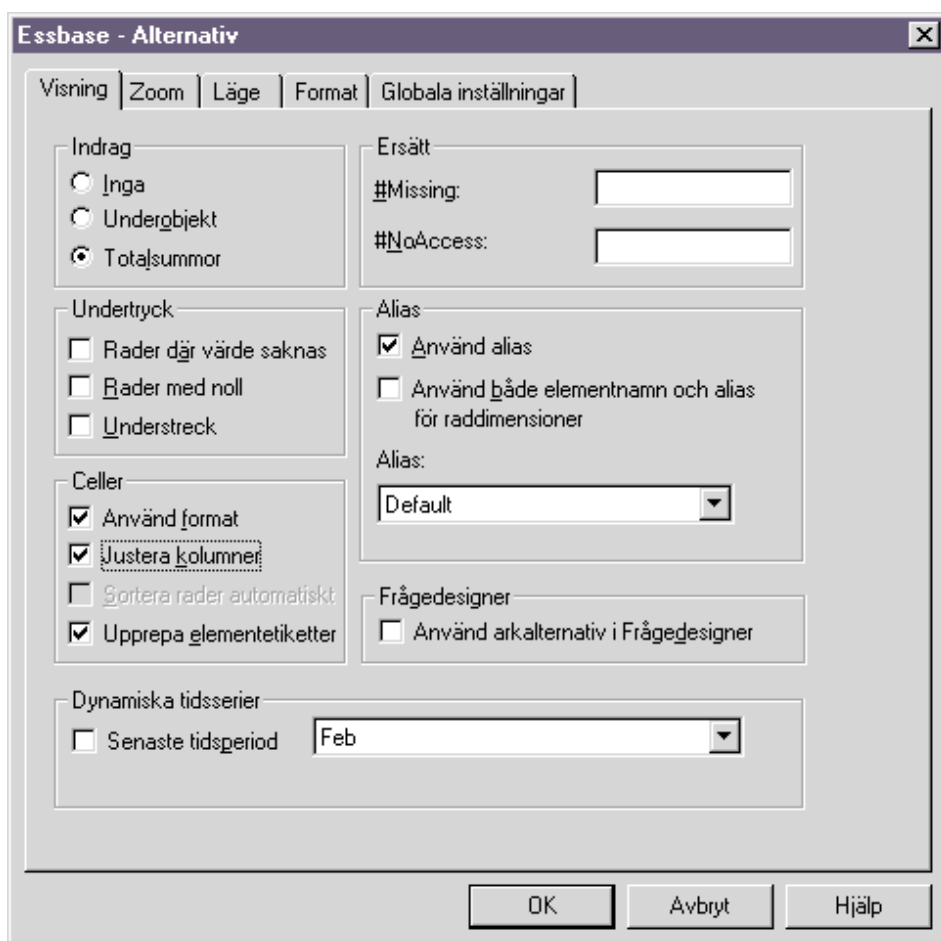 Essbase - Alternativ
Visning Zoom Läge Format Globala inställningar
Indrag
Inga
Underobjekt
Totalsummor
Ersätt
#Missing:
#NoAccess:
Undertryck
Rader där värde saknas
Rader med noll
Understreck
Alias
Använd alias
Använd både elementnamn och alias
för raddimensioner
Alias:
Default
Celler
Använd format
Justera kolumner
Sortera rader automatiskt
Upprepa elementetiketter
Frågedesigner
Använd arkalternativ i Frågedesigner
Dynamiska tidsserier
Senaste tidsperiod Feb
OK Avbryt Hjälp